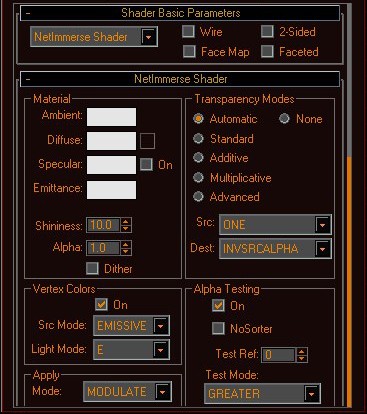 Shader Basic Parameters
NetImmerse Shader
Wire
2-Sided
Face Map
Faceted
NetImmerse Shader
Material
Ambient:
Diffuse:
Specular:
On
Emittance:
Shininess:
10.0
Alpha:
1.0
Dither
Transparency Modes
Automatic
None
Standard
Additive
Multiplicative
Advanced
Src:
ONE
Dest:
INVSRCALPHA
Vertex Colors
On
Src Mode:
EMISSIVE
Light Mode:
E
Alpha Testing
On
NoSorter
Test Ref:
0
Test Mode:
GREATER
Apply
Mode:
MODULATE